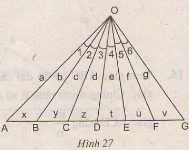 O
1 2 3 4 5 6
a b c d e f g
x y z t u v
A B C D E F G
Hình 27